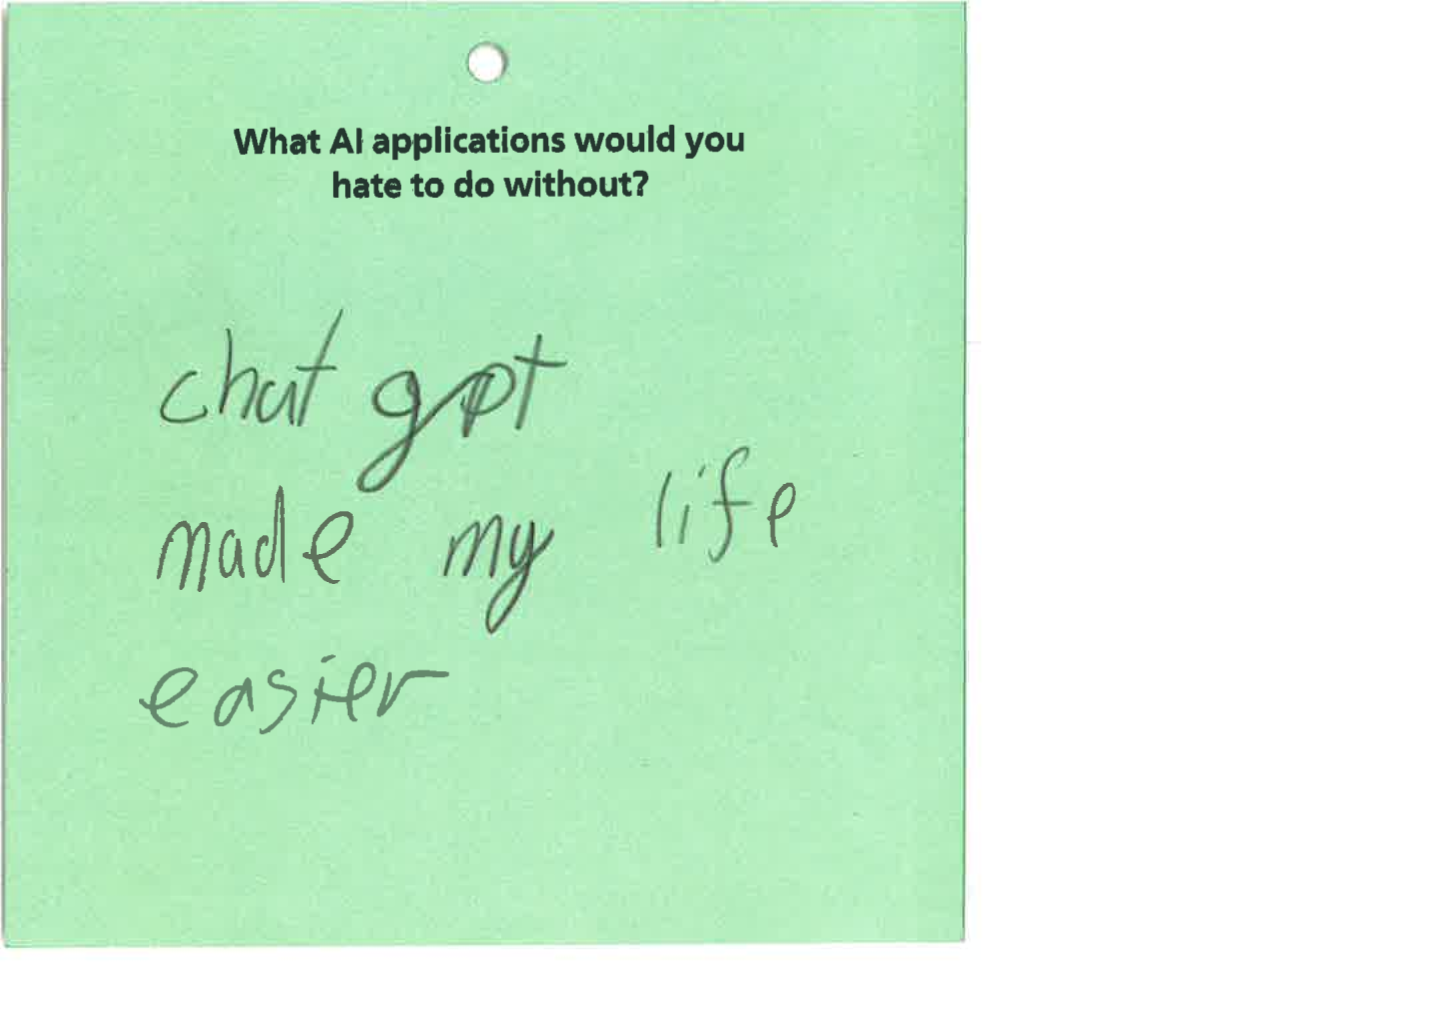 What AI applications would you
hate to do without?
chat gpt
made my life
easier